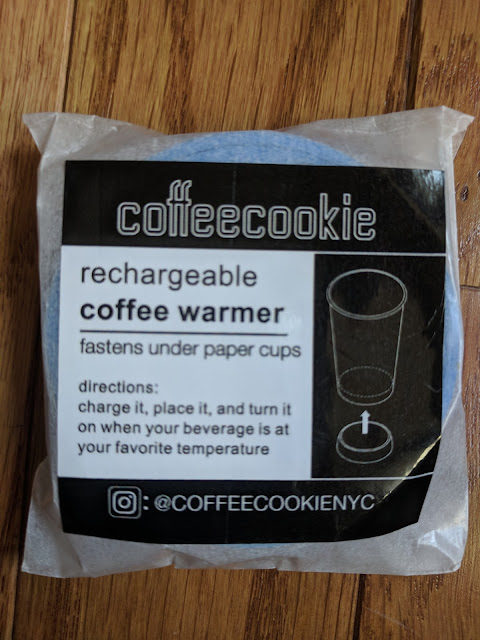 coffeecookie
rechargeable
coffee warmer
fastens under paper cups
directions:
charge it, place it, and turn it
on when your beverage is at
your favorite temperature
: @COFFEECOOKIENYC